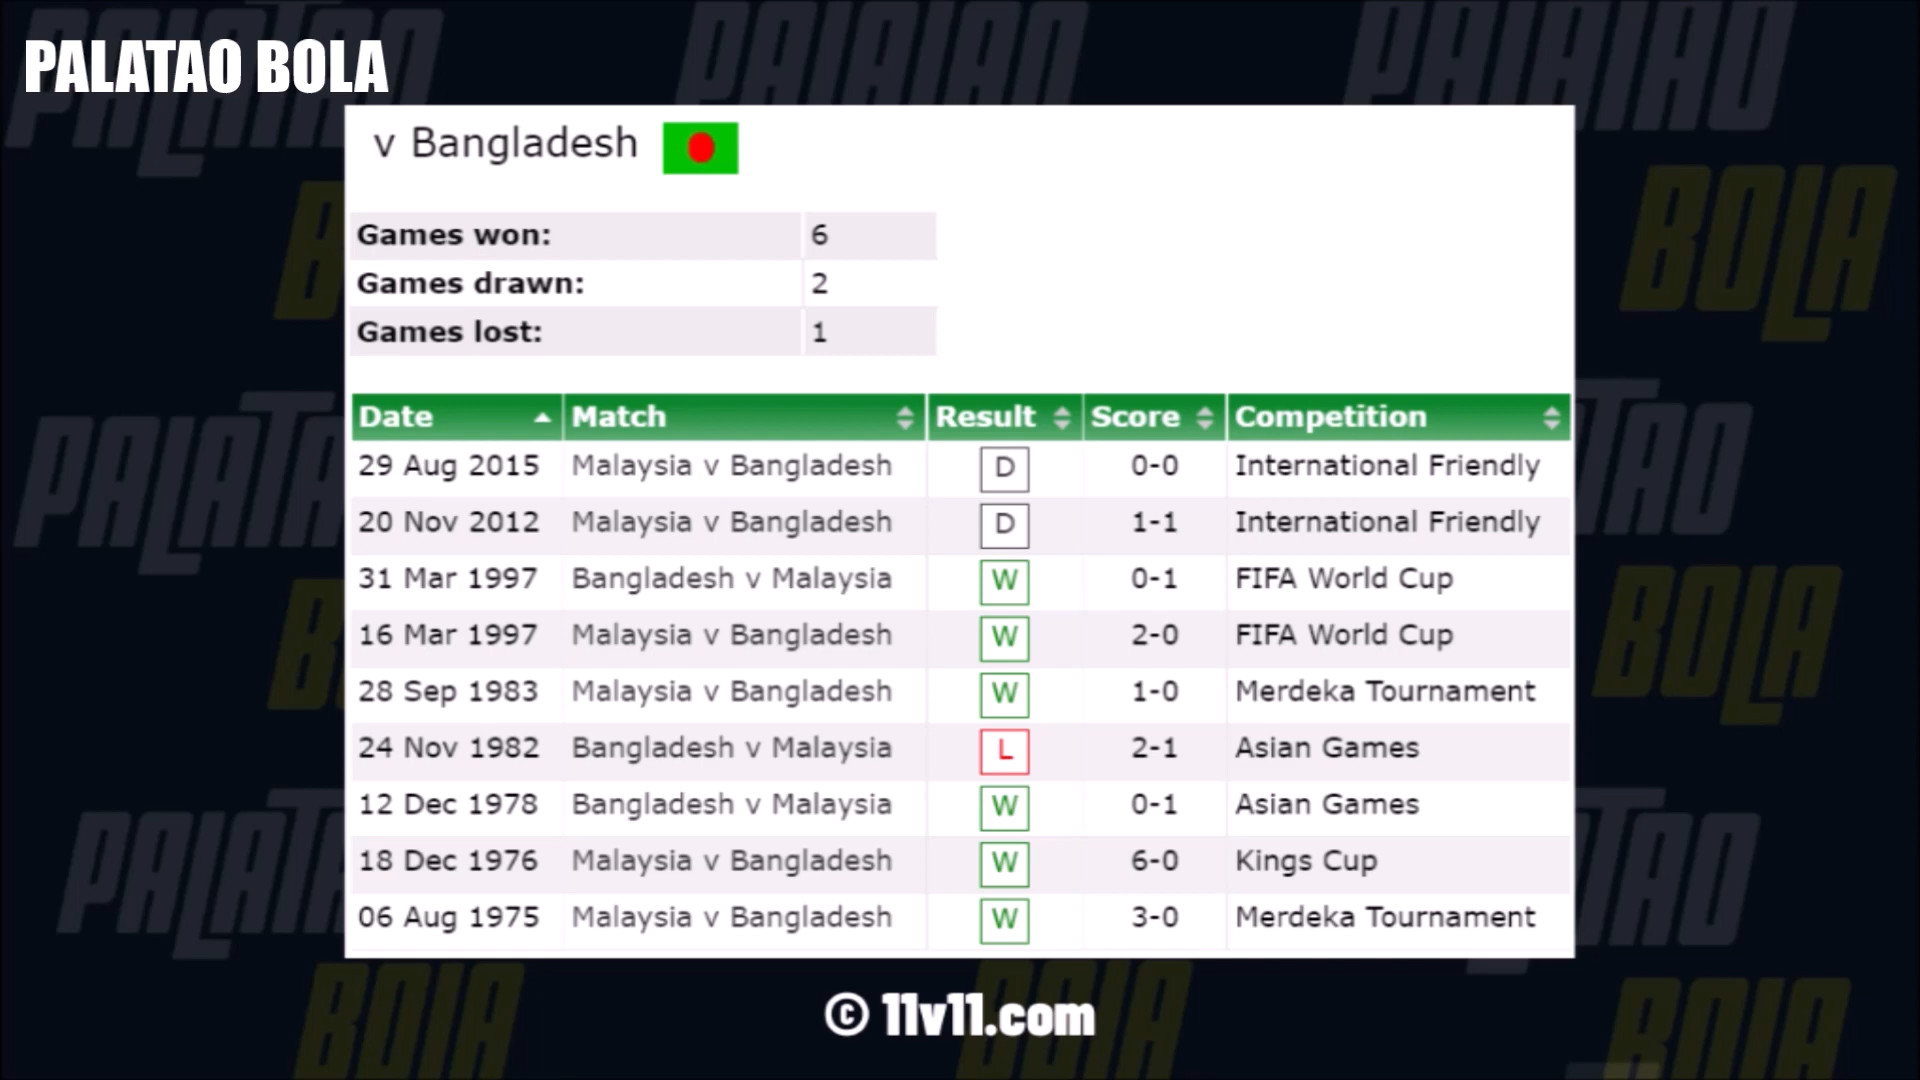 PALATAO BOLA
v Bangladesh
Games won: 6
Games drawn: 2
Games lost: 1
Date Match Result Score Competition
29 Aug 2015 Malaysia v Bangladesh D 0-0 International Friendly
20 Nov 2012 Malaysia v Bangladesh D 1-1 International Friendly
31 Mar 1997 Bangladesh v Malaysia W 0-1 FIFA World Cup
16 Mar 1997 Malaysia v Bangladesh W 2-0 FIFA World Cup
28 Sep 1983 Malaysia v Bangladesh W 1-0 Merdeka Tournament
24 Nov 1982 Bangladesh v Malaysia L 2-1 Asian Games
12 Dec 1978 Bangladesh v Malaysia W 0-1 Asian Games
18 Dec 1976 Malaysia v Bangladesh W 6-0 Kings Cup
06 Aug 1975 Malaysia v Bangladesh W 3-0 Merdeka Tournament
© 11v11.com